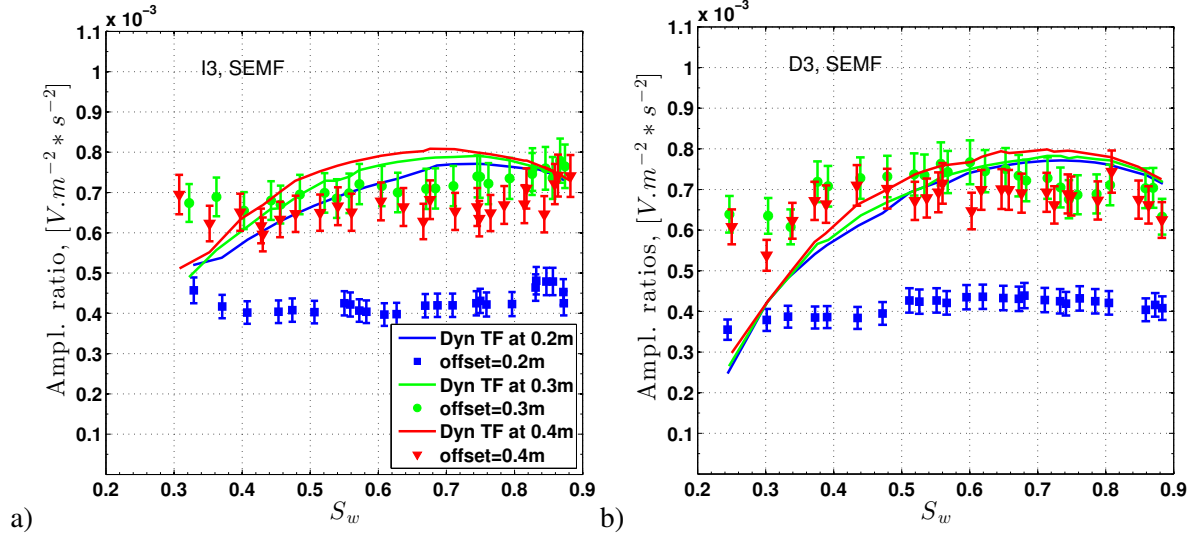 x 10⁻³
1.1
1
0.9
0.8
0.7
0.6
0.5
0.4
0.3
0.2
0.1
Ampl. ratio, [V.m⁻² * s⁻²]
I3, SEMF
Dyn TF at 0.2m
offset=0.2m
Dyn TF at 0.3m
offset=0.3m
Dyn TF at 0.4m
offset=0.4m
0.2 0.3 0.4 0.5 0.6 0.7 0.8 0.9
S_w
a)
x 10⁻³
1.1
1
0.9
0.8
0.7
0.6
0.5
0.4
0.3
0.2
0.1
Ampl. ratios, [V.m⁻² * s⁻²]
D3, SEMF
0.2 0.3 0.4 0.5 0.6 0.7 0.8 0.9
S_w
b)